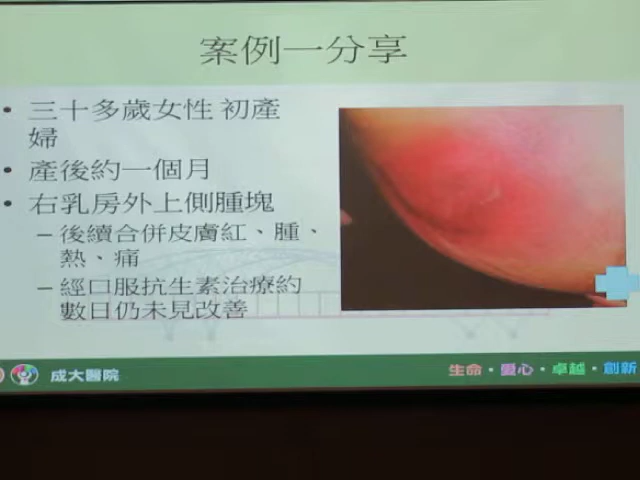 案例一分享
• 三十多歲女性 初產
婦
• 產後約一個月
• 右乳房外上側腫塊
– 後續合併皮膚紅、腫、
熱、痛
– 經口服抗生素治療約
數日仍未見改善
成大醫院
生命 • 愛心 • 卓越 • 創新